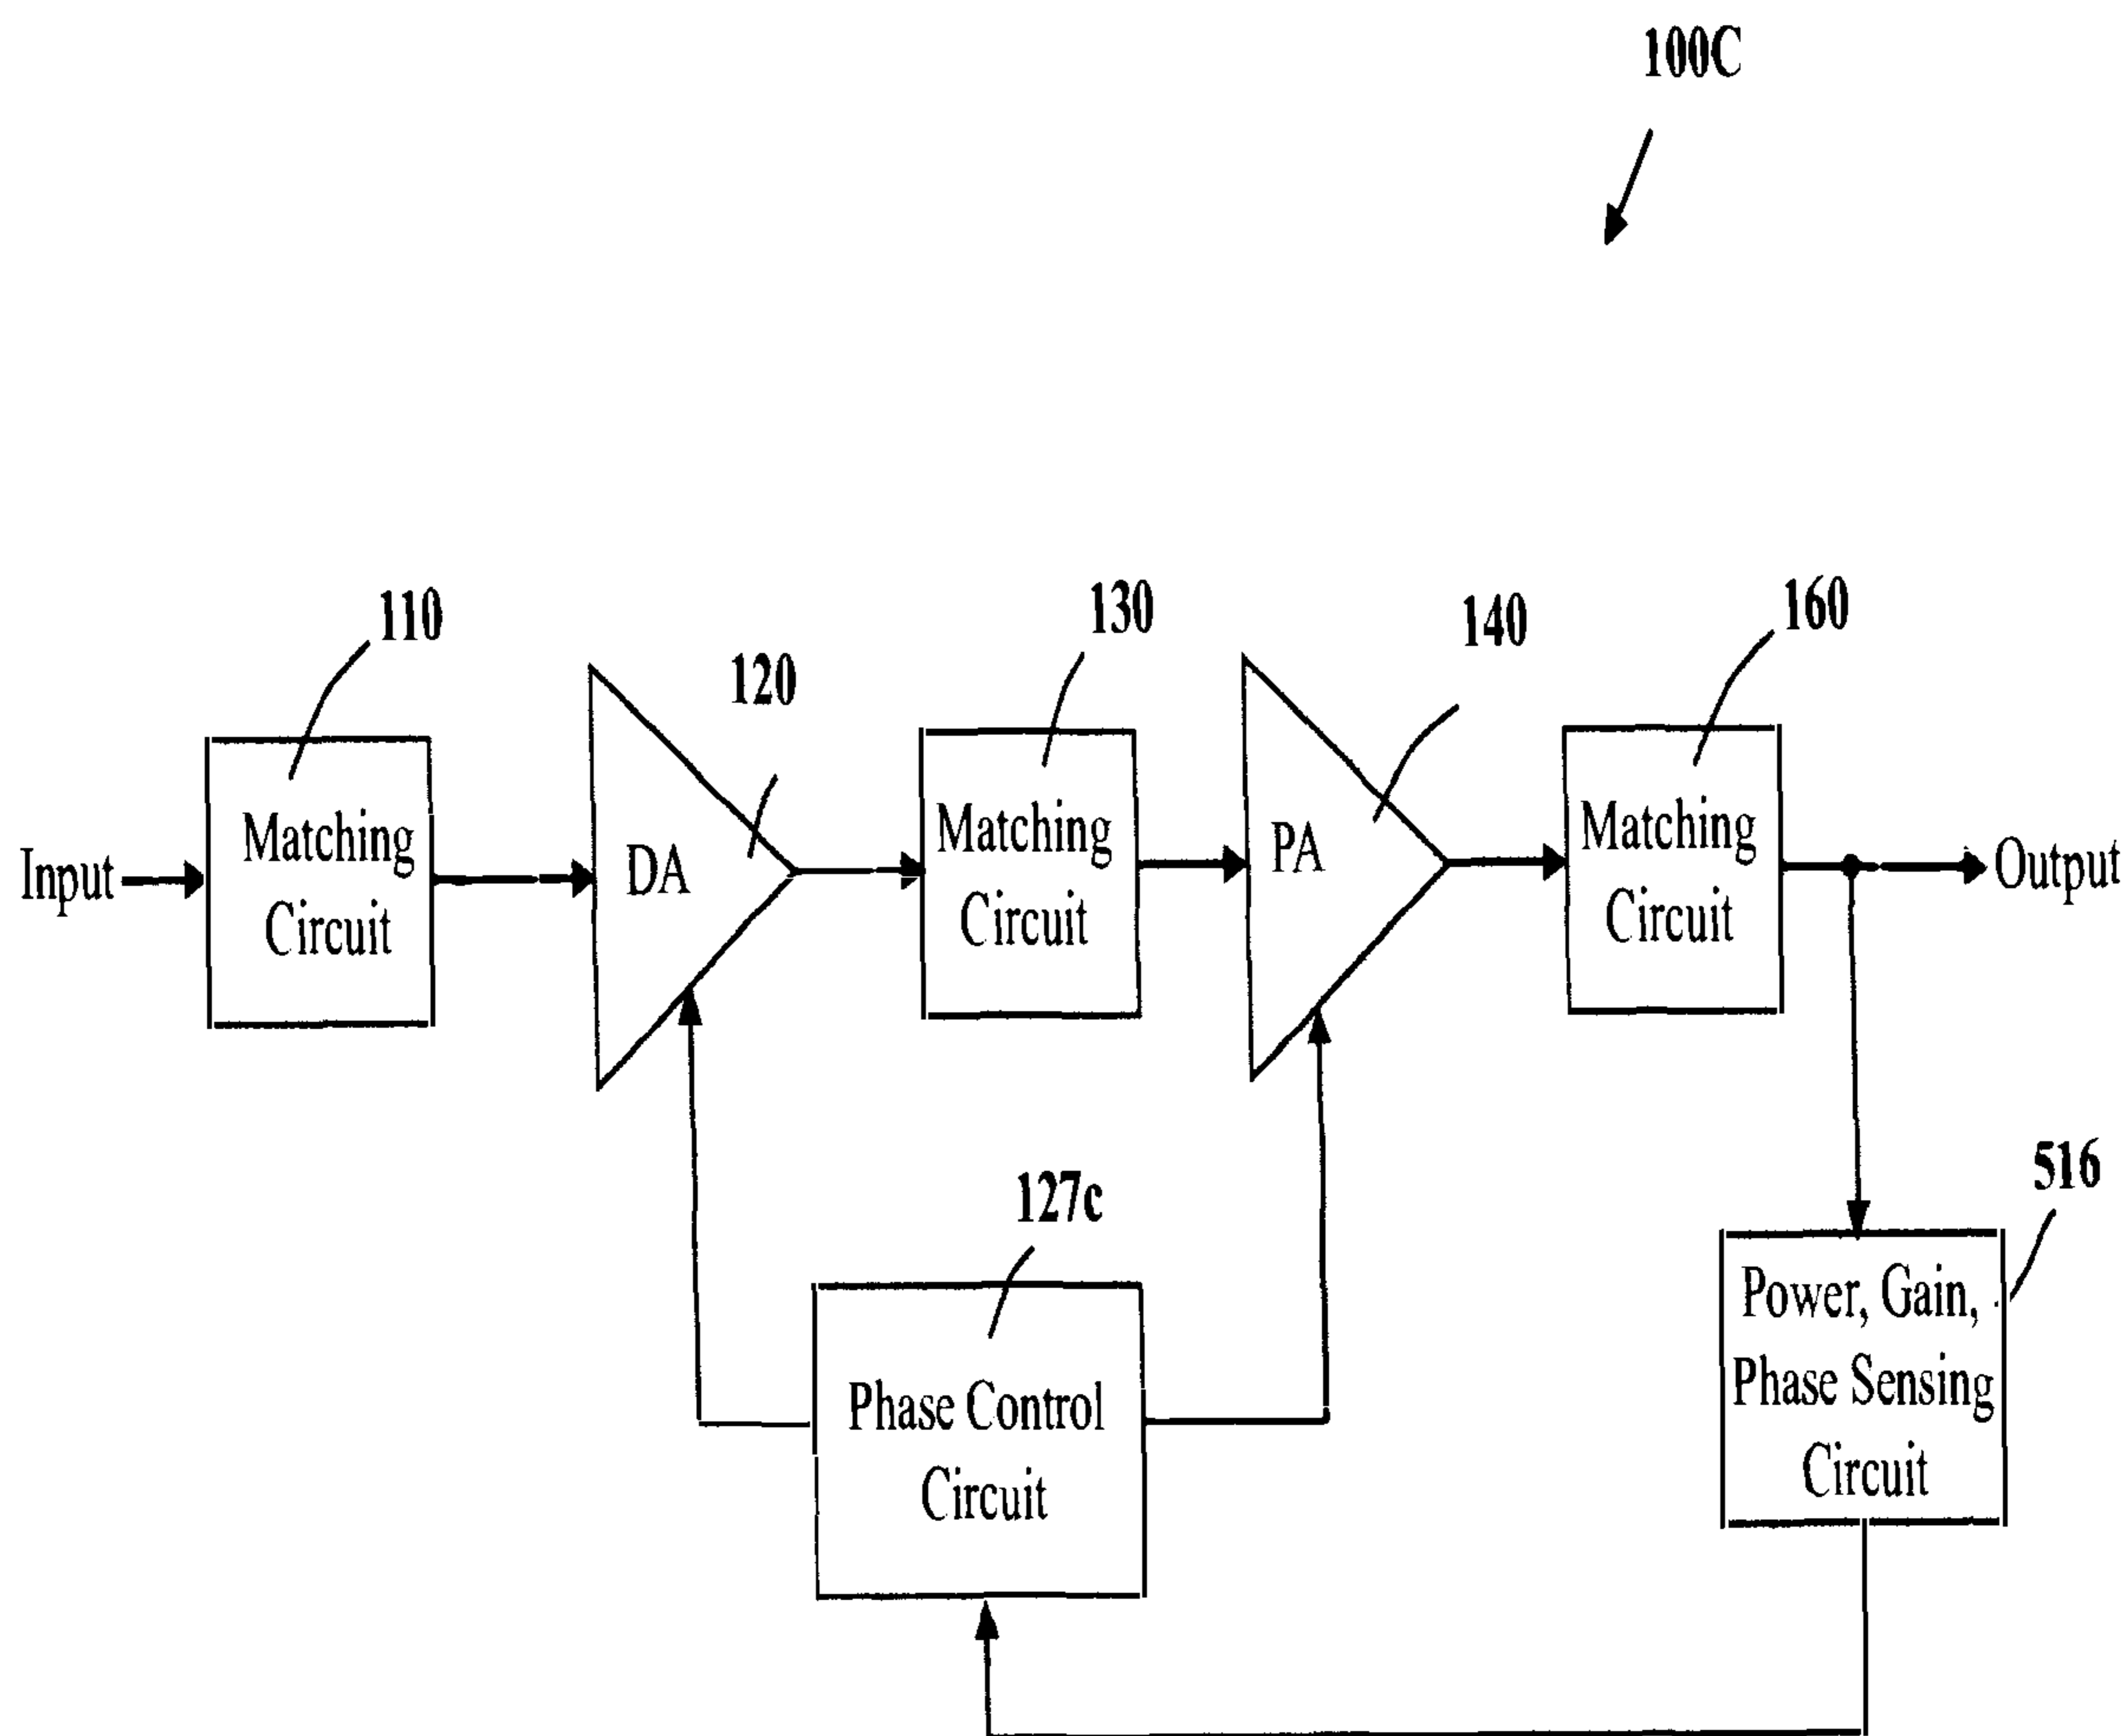 100C
110
120
130
140
160
Input
Matching
Circuit
DA
Matching
Circuit
PA
Matching
Circuit
Output
127c
516
Phase Control
Circuit
Power, Gain,
Phase Sensing
Circuit